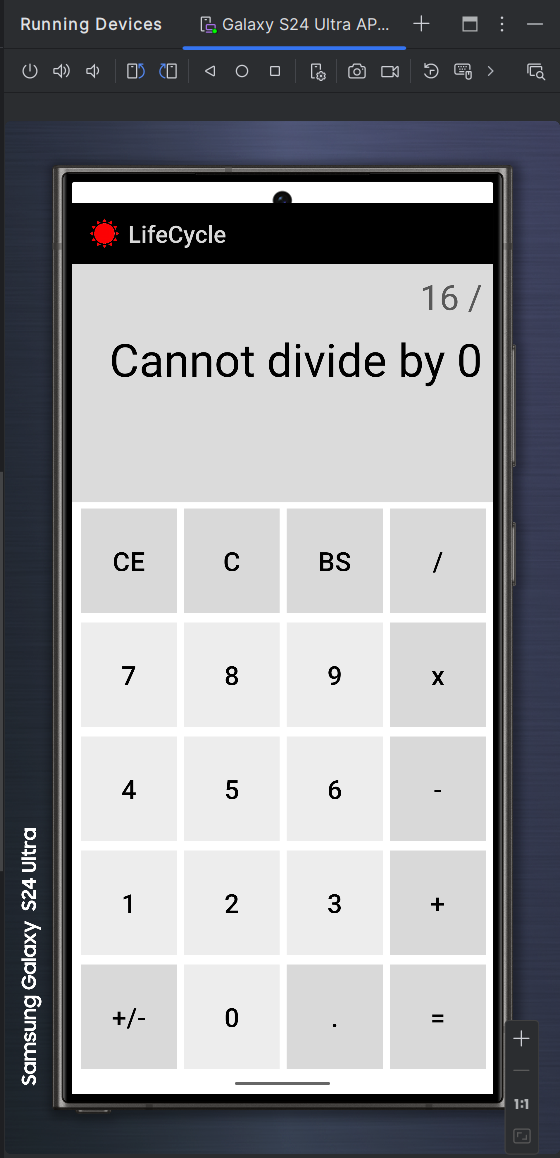 Running Devices Galaxy S24 Ultra AP...
LifeCycle
16 /
Cannot divide by 0
CE C BS /
7 8 9 x
4 5 6 -
1 2 3 +
+/- 0 . =
Samsung Galaxy S24 Ultra
1:1